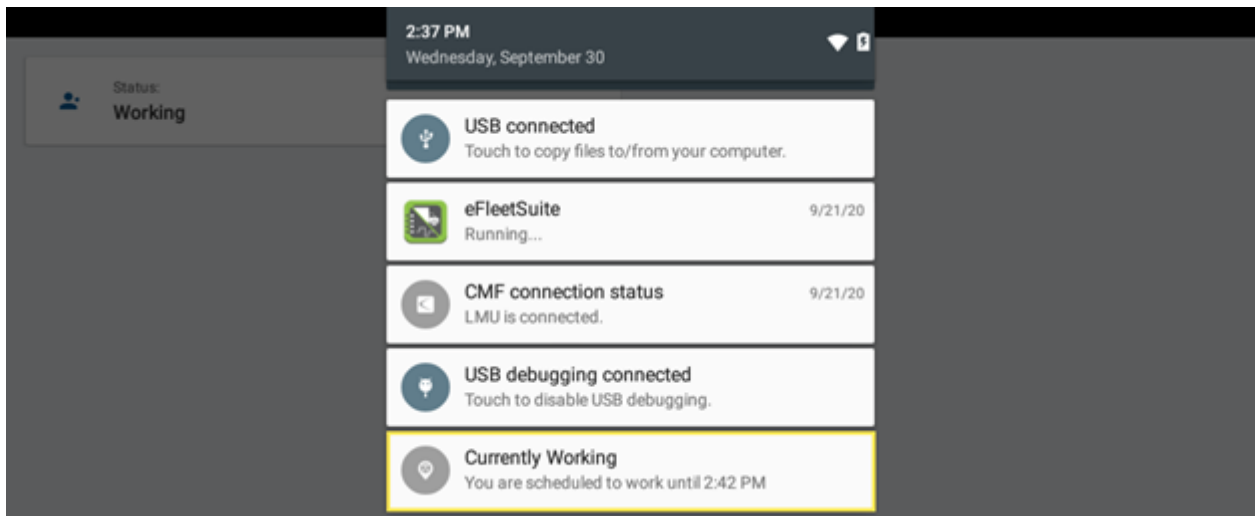 2:37 PM
Wednesday, September 30
Status:
Working
USB connected
Touch to copy files to/from your computer.
eFleetSuite
9/21/20
Running...
CMF connection status
9/21/20
LMU is connected.
USB debugging connected
Touch to disable USB debugging.
Currently Working
You are scheduled to work until 2:42 PM